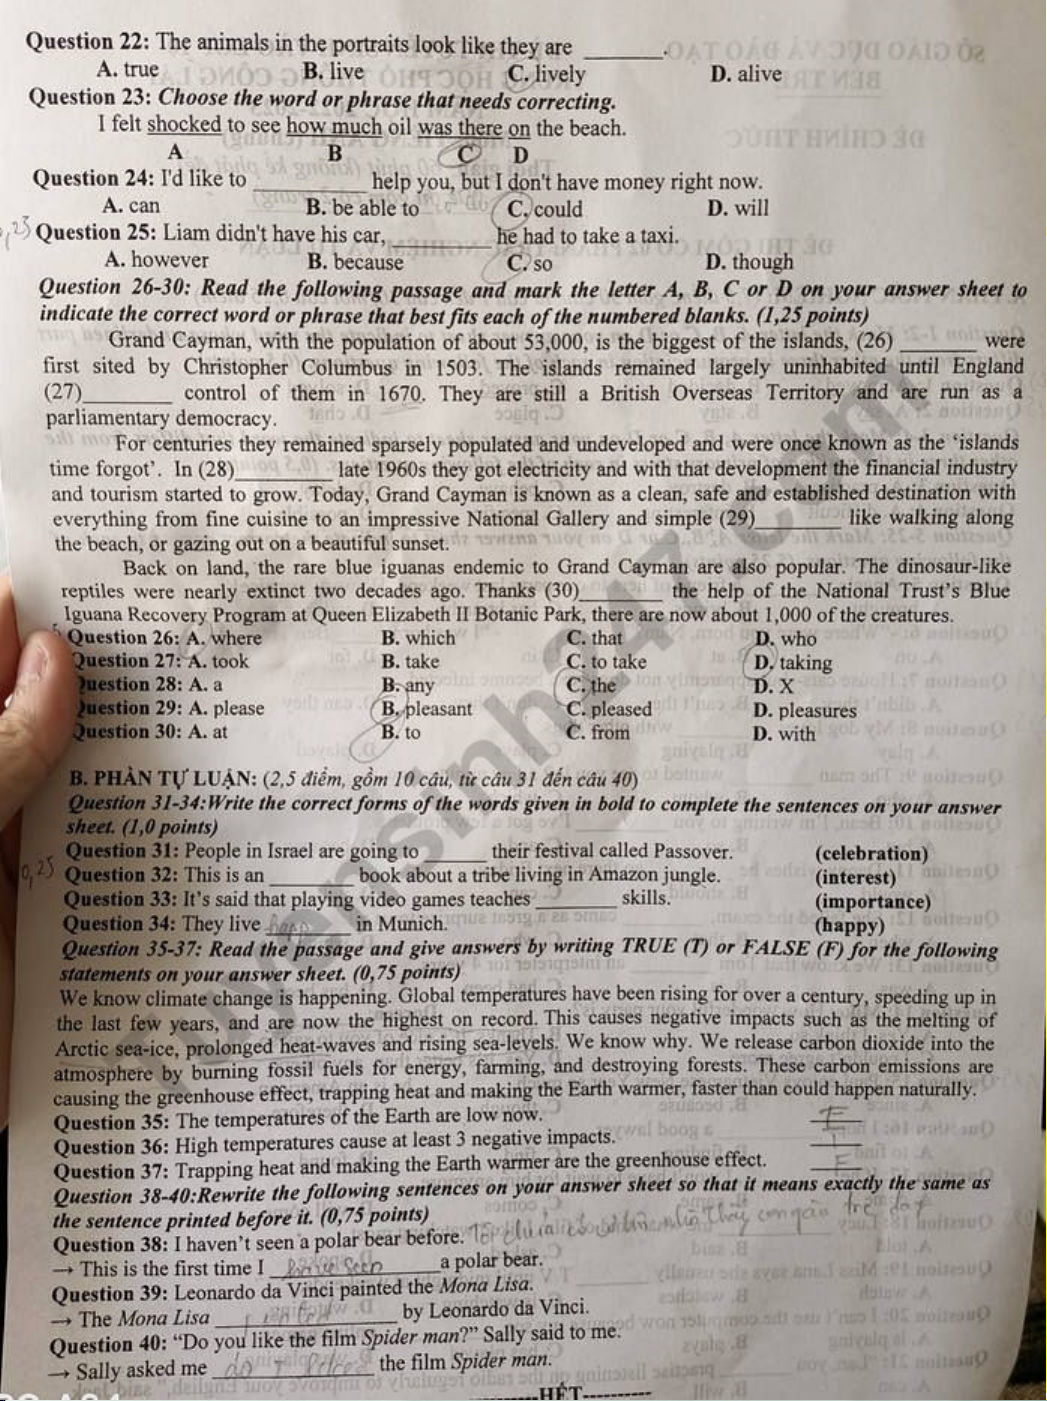 Question 22: The animals in the portraits look like they are ________.
A. true B. live C. lively D. alive
Question 23: Choose the word or phrase that needs correcting.
I felt shocked to see how much oil was there on the beach.
A B C D
Question 24: I'd like to __________ help you, but I don't have money right now.
A. can B. be able to C. could D. will
Question 25: Liam didn't have his car, _________ he had to take a taxi.
A. however B. because C. so D. though
Question 26-30: Read the following passage and mark the letter A, B, C or D on your answer sheet to
indicate the correct word or phrase that best fits each of the numbered blanks. (1,25 points)
Grand Cayman, with the population of about 53,000, is the biggest of the islands, (26) _______ were
first sited by Christopher Columbus in 1503. The islands remained largely uninhabited until England
(27)________ control of them in 1670. They are still a British Overseas Territory and are run as a
parliamentary democracy.
For centuries they remained sparsely populated and undeveloped and were once known as the ‘islands
time forgot’. In (28)_________ late 1960s they got electricity and with that development the financial industry
and tourism started to grow. Today, Grand Cayman is known as a clean, safe and established destination with
everything from fine cuisine to an impressive National Gallery and simple (29)________ like walking along
the beach, or gazing out on a beautiful sunset.
Back on land, the rare blue iguanas endemic to Grand Cayman are also popular. The dinosaur-like
reptiles were nearly extinct two decades ago. Thanks (30)________ the help of the National Trust’s Blue
Iguana Recovery Program at Queen Elizabeth II Botanic Park, there are now about 1,000 of the creatures.
Question 26: A. where B. which C. that D. who
Question 27: A. took B. take C. to take D. taking
Question 28: A. a B. any C. the D. X
Question 29: A. please B. pleasant C. pleased D. pleasures
Question 30: A. at B. to C. from D. with
B. PHẦN TỰ LUẬN: (2,5 điểm, gồm 10 câu, từ câu 31 đến câu 40)
Question 31-34:Write the correct forms of the words given in bold to complete the sentences on your answer
sheet. (1,0 points)
Question 31: People in Israel are going to ______ their festival called Passover. (celebration)
0,25 Question 32: This is an ________ book about a tribe living in Amazon jungle. (interest)
Question 33: It’s said that playing video games teaches ________ skills. (importance)
Question 34: They live ________ in Munich. (happy)
Question 35-37: Read the passage and give answers by writing TRUE (T) or FALSE (F) for the following
statements on your answer sheet. (0,75 points)
We know climate change is happening. Global temperatures have been rising for over a century, speeding up in
the last few years, and are now the highest on record. This causes negative impacts such as the melting of
Arctic sea-ice, prolonged heat-waves and rising sea-levels. We know why. We release carbon dioxide into the
atmosphere by burning fossil fuels for energy, farming, and destroying forests. These carbon emissions are
causing the greenhouse effect, trapping heat and making the Earth warmer, faster than could happen naturally.
Question 35: The temperatures of the Earth are low now. F
Question 36: High temperatures cause at least 3 negative impacts.
Question 37: Trapping heat and making the Earth warmer are the greenhouse effect. F
Question 38-40:Rewrite the following sentences on your answer sheet so that it means exactly the same as
the sentence printed before it. (0,75 points)
Question 38: I haven’t seen a polar bear before.
→ This is the first time I have seen a polar bear.
Question 39: Leonardo da Vinci painted the Mona Lisa.
→ The Mona Lisa ________ by Leonardo da Vinci.
Question 40: “Do you like the film Spider man?” Sally said to me.
→ Sally asked me ________ the film Spider man.
----------HẾT----------